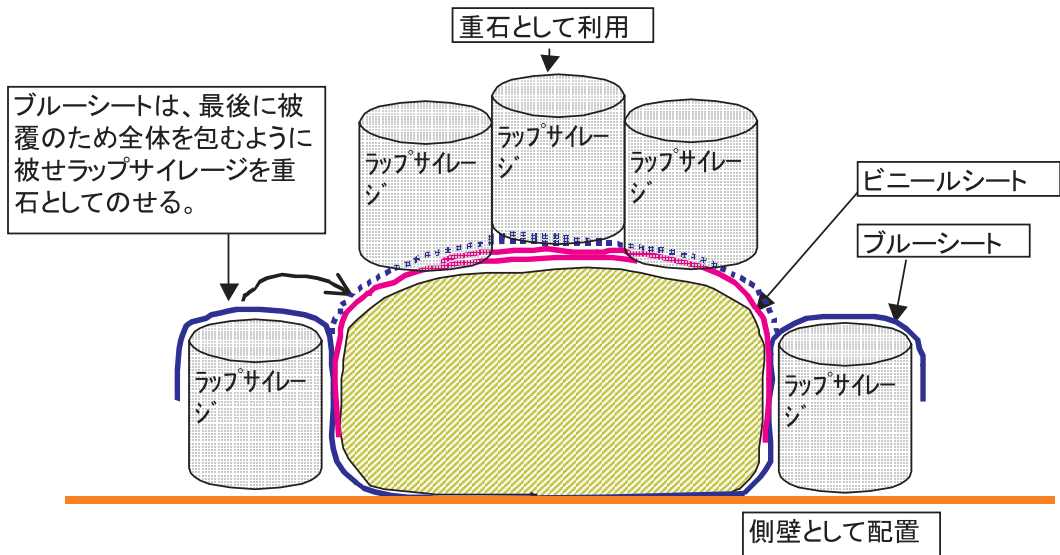 重石として利用
ブルーシートは、最後に被
覆のため全体を包むように
被せラップサイレージを重
石としてのせる。
ラップサイレー
ジ
ラップサイレー
ジ
ラップサイレー
ジ
ビニールシート
ブルーシート
ラップサイレー
ジ
ラップサイレー
ジ
側壁として配置